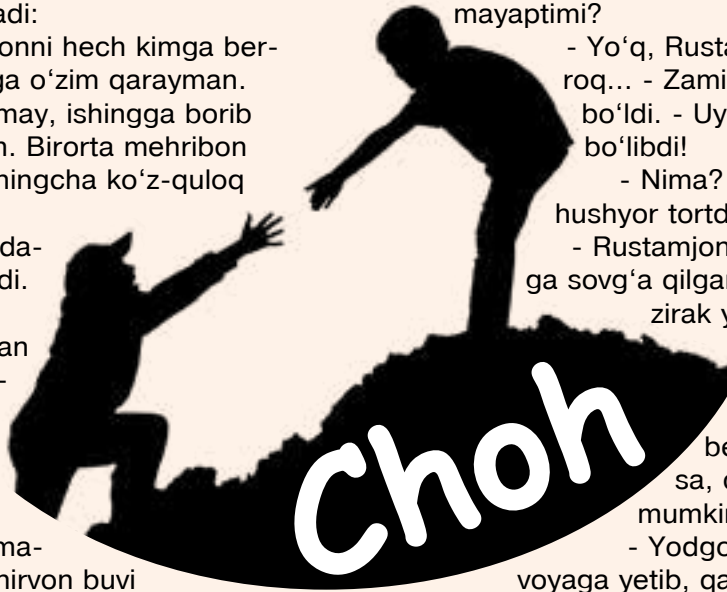 adi:
onni hech kimga ber-
ga o‘zim qarayman.
may, ishingga borib
n. Birorta mehribon
ningcha ko‘z-quloq
da-
di.
an
-
ma-
hirvon buvi
mayaptimi?
- Yo‘q, Rusta
roq... - Zami
bo‘ldi. - Uy
bo‘libdi!
- Nima?
hushyor tortd
- Rustamjon
ga sovg‘a qilgan
zirak y
be
sa, 
mumkin
- Yodgo
voyaga yetib, qa
Choh